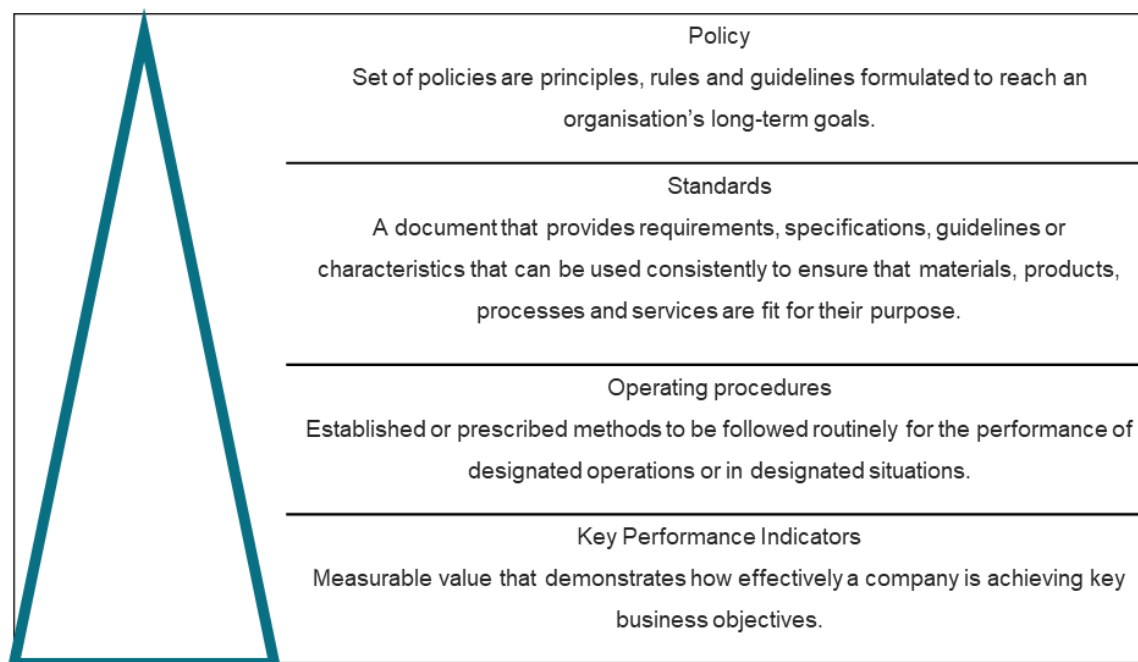 Policy
Set of policies are principles, rules and guidelines formulated to reach an
organisation’s long-term goals.
Standards
A document that provides requirements, specifications, guidelines or
characteristics that can be used consistently to ensure that materials, products,
processes and services are fit for their purpose.
Operating procedures
Established or prescribed methods to be followed routinely for the performance of
designated operations or in designated situations.
Key Performance Indicators
Measurable value that demonstrates how effectively a company is achieving key
business objectives.